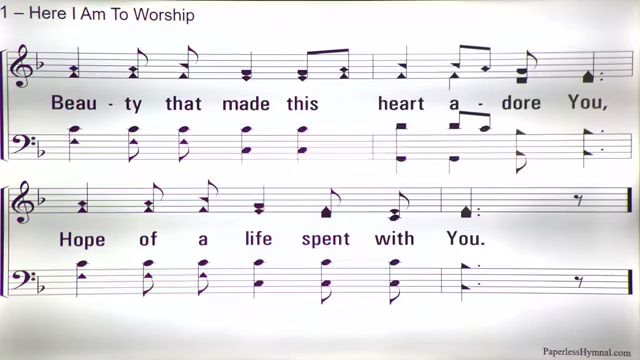 1 – Here I Am To Worship
Beau - ty that made this heart a - dore You,
Hope of a life spent with You.
PaperlessHymnal.com